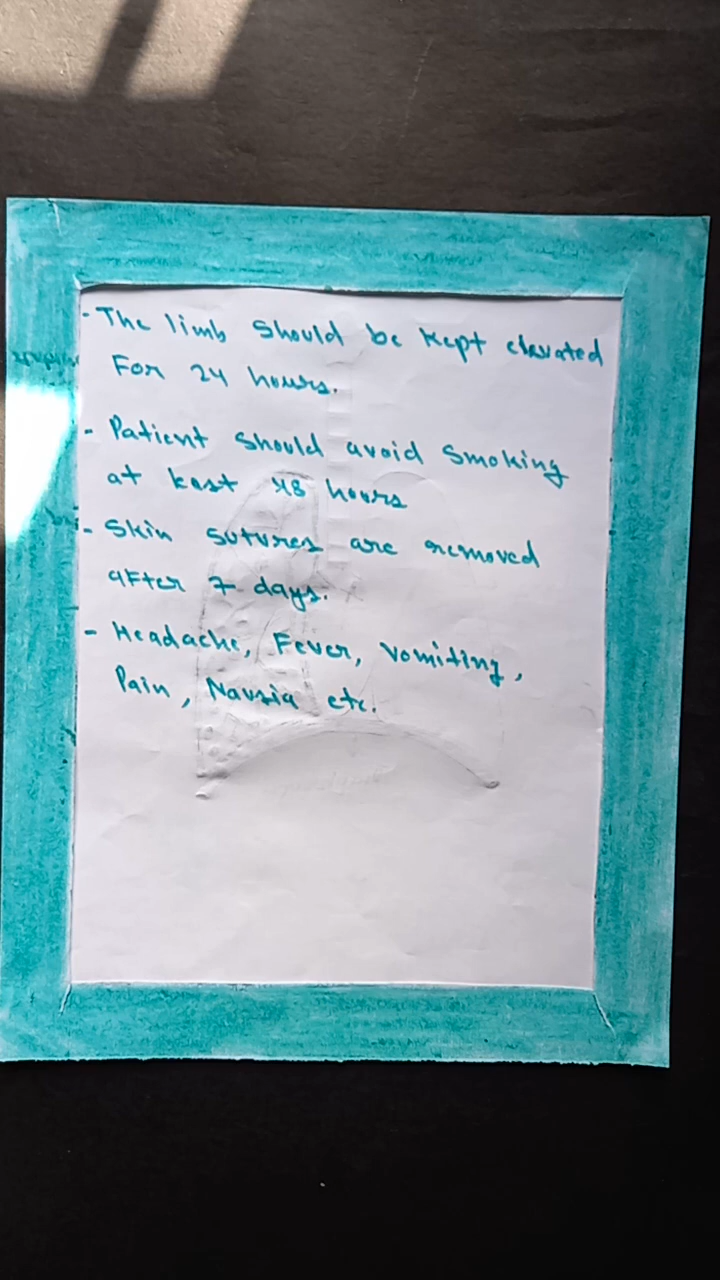 - The limb should be kept elavated
For 24 hours.
- Patient should avoid smoking
at least 48 hours
- Skin sutures are removed
after 7 days.
- Headache, Fever, Vomiting,
Pain, Nausia etc.